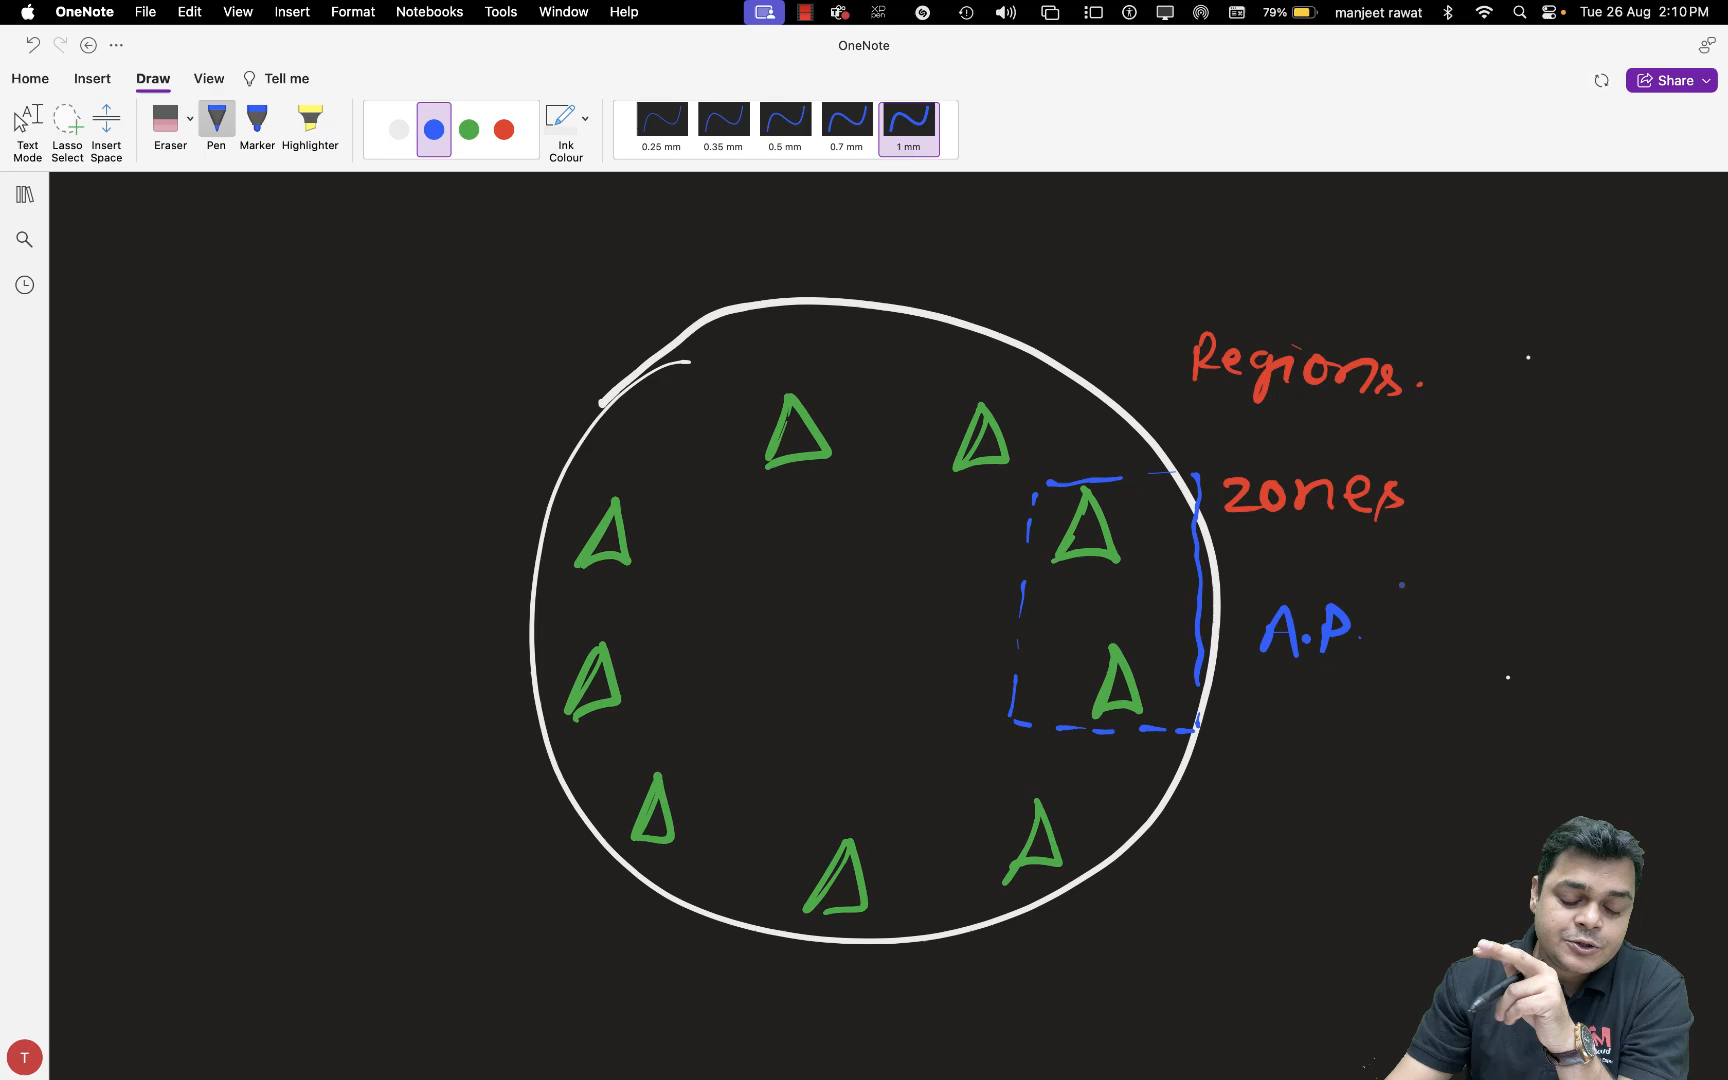 OneNote File Edit View Insert Format Notebooks Tools Window Help
XP pen
79%
manjeet rawat
Tue 26 Aug 2:10 PM
OneNote
Home Insert Draw View Tell me
Share
Text Mode
Lasso Select
Insert Space
Eraser
Pen
Marker
Highlighter
Ink Colour
0.25 mm
0.35 mm
0.5 mm
0.7 mm
1 mm
Regions.
zones
A.P.
T